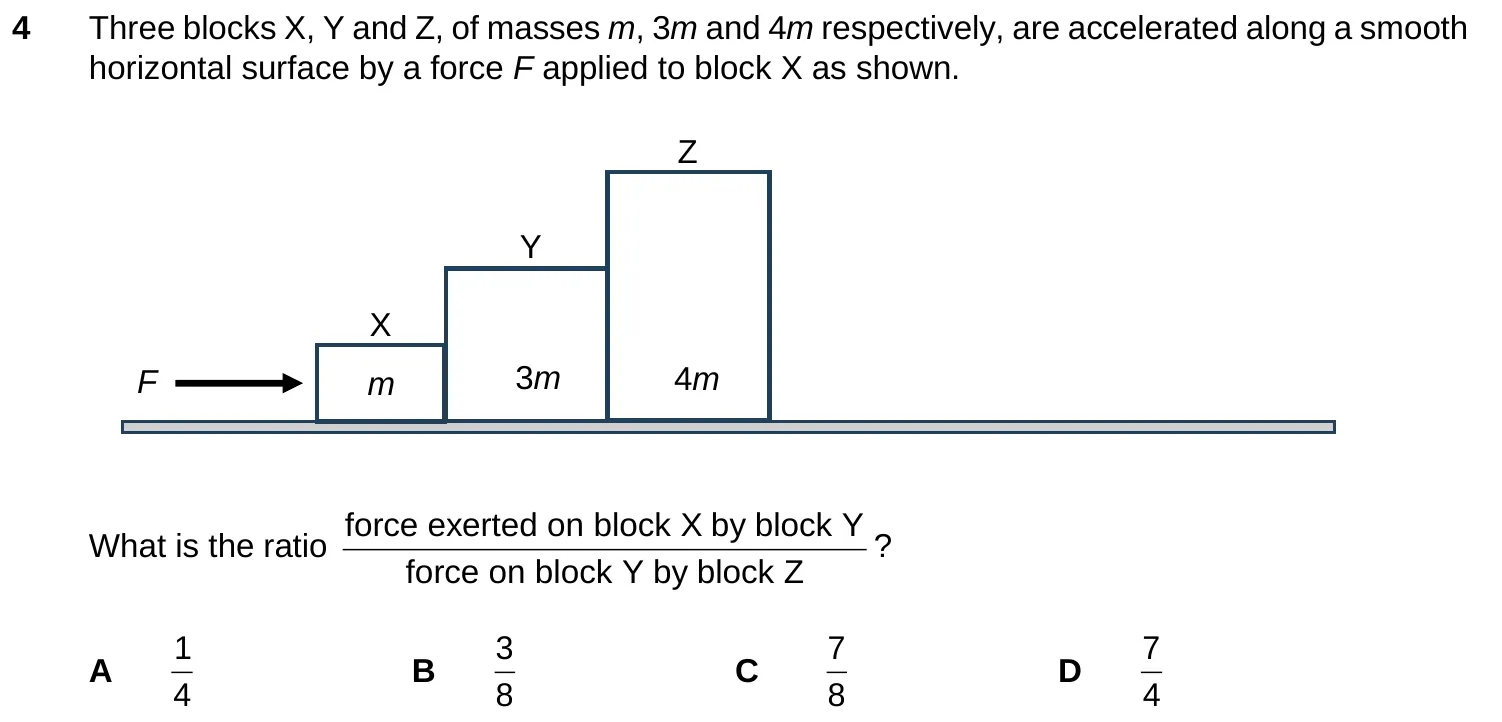 4 Three blocks X, Y and Z, of masses m, 3m and 4m respectively, are accelerated along a smooth
horizontal surface by a force F applied to block X as shown.
Z
Y
X
F
m
3m
4m
What is the ratio force exerted on block X by block Y / force on block Y by block Z ?
A 1/4 B 3/8 C 7/8 D 7/4